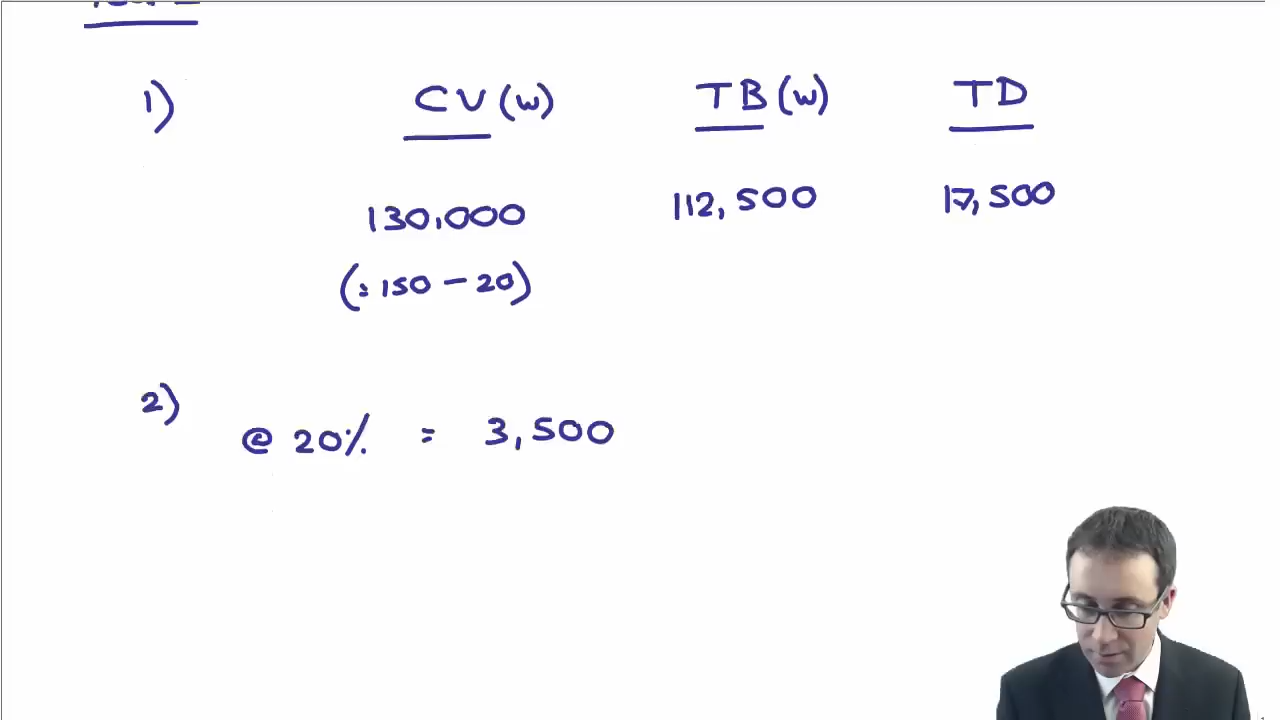 1) CV (w) TB (w) TD
130,000 112,500 17,500
(= 150 - 20)
2)
@ 20% = 3,500